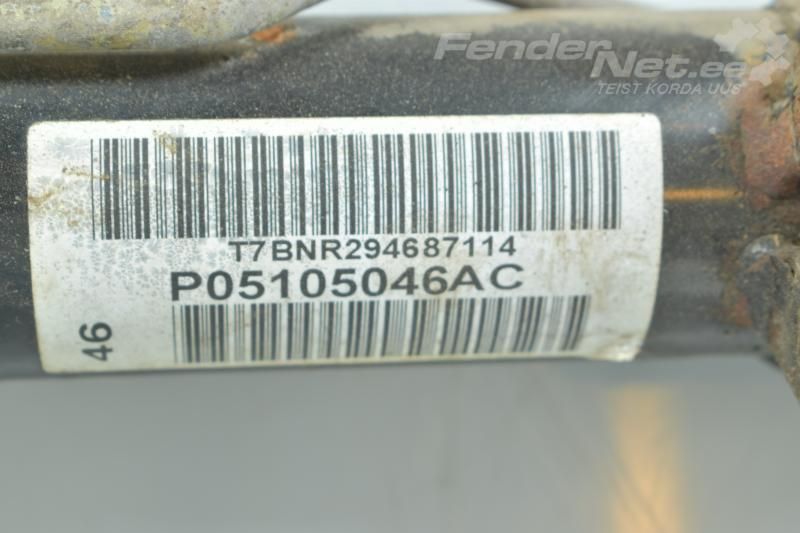 FenderNet.ee
TEIST KORDA UUS
T7BNR294687114
P05105046AC
46